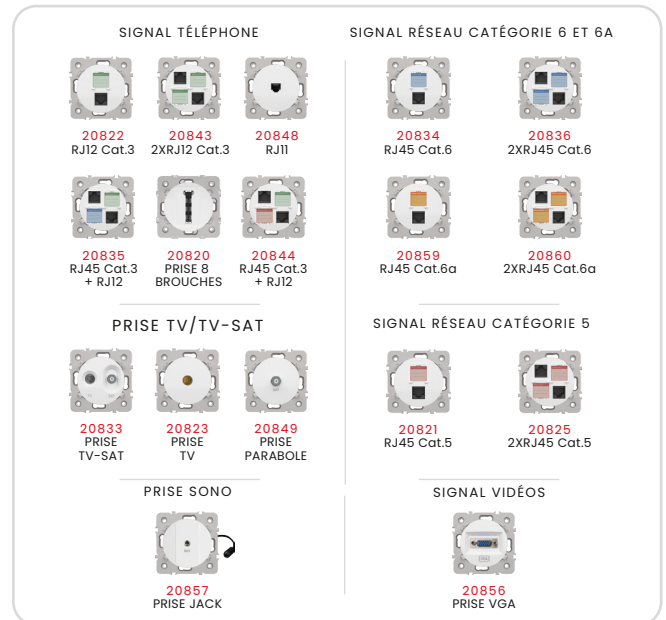 SIGNAL TÉLÉPHONE
20822
RJ12 Cat.3
20843
2XRJ12 Cat.3
20848
RJ11
20835
RJ45 Cat.3
+ RJ12
20820
PRISE 8
BROUCHES
20844
RJ45 Cat.3
+ RJ12
SIGNAL RÉSEAU CATÉGORIE 6 ET 6A
20834
RJ45 Cat.6
20836
2XRJ45 Cat.6
20859
RJ45 Cat.6a
20860
2XRJ45 Cat.6a
PRISE TV/TV-SAT
20833
PRISE
TV-SAT
20823
PRISE
TV
20849
PRISE
PARABOLE
SIGNAL RÉSEAU CATÉGORIE 5
20821
RJ45 Cat.5
20825
2XRJ45 Cat.5
PRISE SONO
20857
PRISE JACK
SIGNAL VIDÉOS
VGA
20856
PRISE VGA